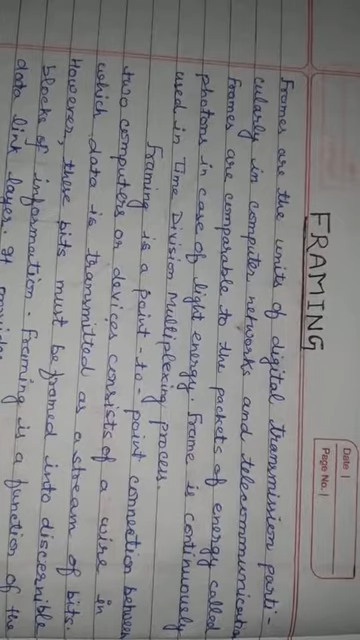 Date |
Page No. |
FRAMING
Frames are the units of digital transmission parti-
cularly in computer networks and telecommunicatio
Frames are comparable to the packets of energy called
photons in case of light energy. Frame is continuously
used in Time Division Multiplexing process.
Framing is a point-to-point connection between
two computers or devices consists of a wire in
which data is transmitted as a stream of bits.
However, these bits must be framed into discernible
blocks of information. Framing is a function of the
data link layer. It provides